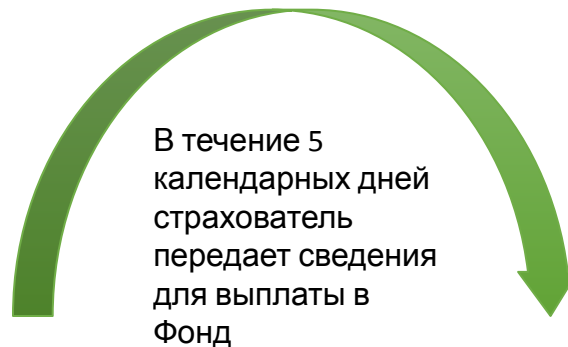 В течение 5
календарных дней
страхователь
передает сведения
для выплаты в
Фонд